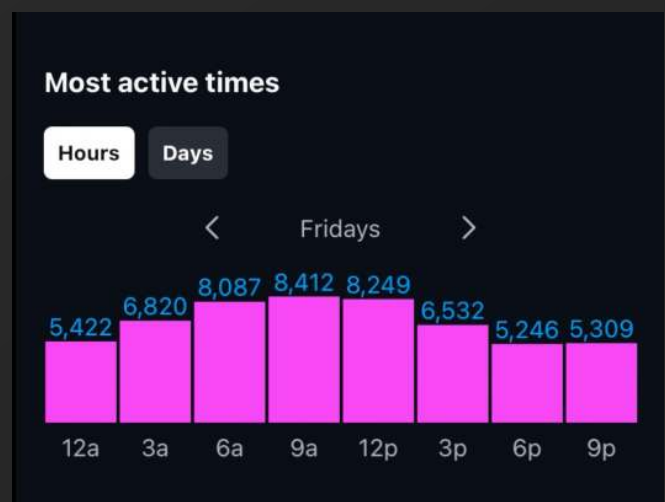 Most active times
Hours Days
Fridays
5,422 6,820 8,087 8,412 8,249 6,532 5,246 5,309
12a 3a 6a 9a 12p 3p 6p 9p